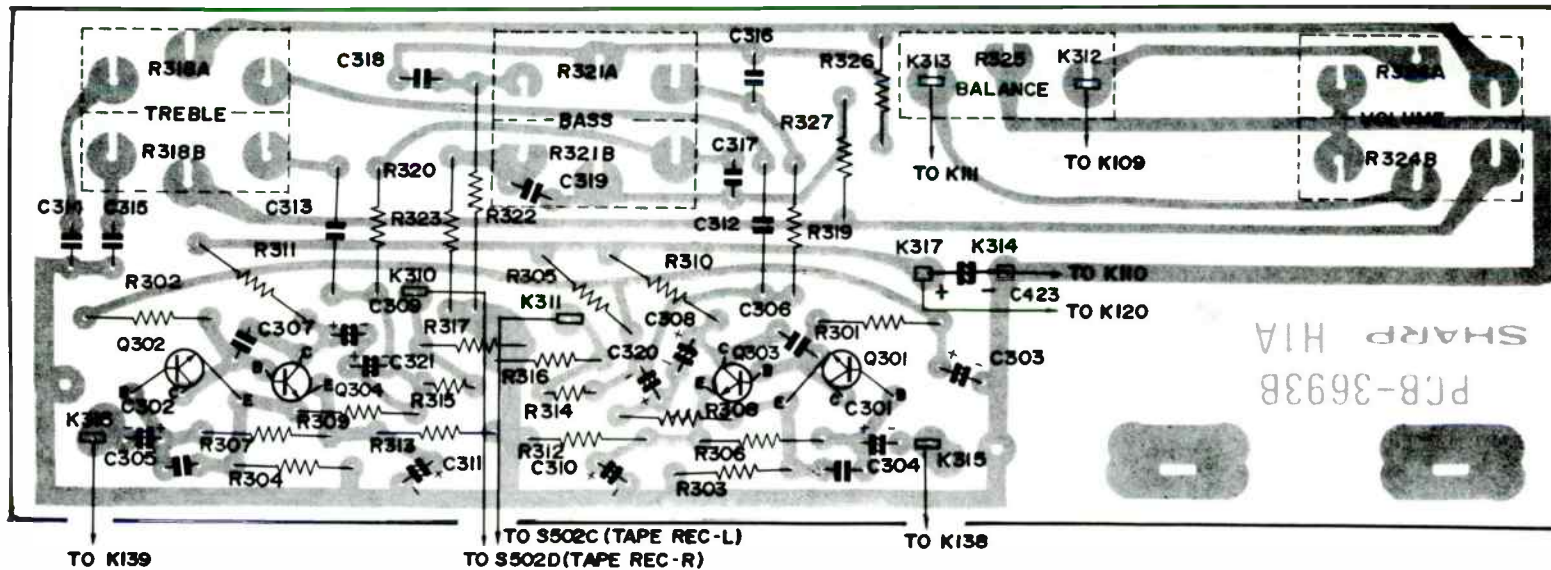 C316
C318
R318A
R321A
R326
K313
R325
K312
R324A
TREBLE
BASS
BALANCE
VOLUME
R327
R318B
R320
R321B
C317
C319
TO K111
TO K109
R324B
C314
C315
C313
R323
R322
C312
R319
R311
K310
R305
R310
K317
K314
TO K110
R302
C309
K311
C306
+
-
C423
TO K120
C307
R317
C308
R301
Q302
C321
C320
Q303
Q301
C303
SHARP H1A
B
C
R316
C
B
E
C
E
Q304
R315
E
B
PCB-3693B
C302
E
R314
R308
E
C
C301
K316
R309
R307
R313
R312
R306
K315
C305
R304
C311
C310
R303
C304
TO S502C (TAPE REC-L)
TO K139
TO S502D (TAPE REC-R)
TO K138